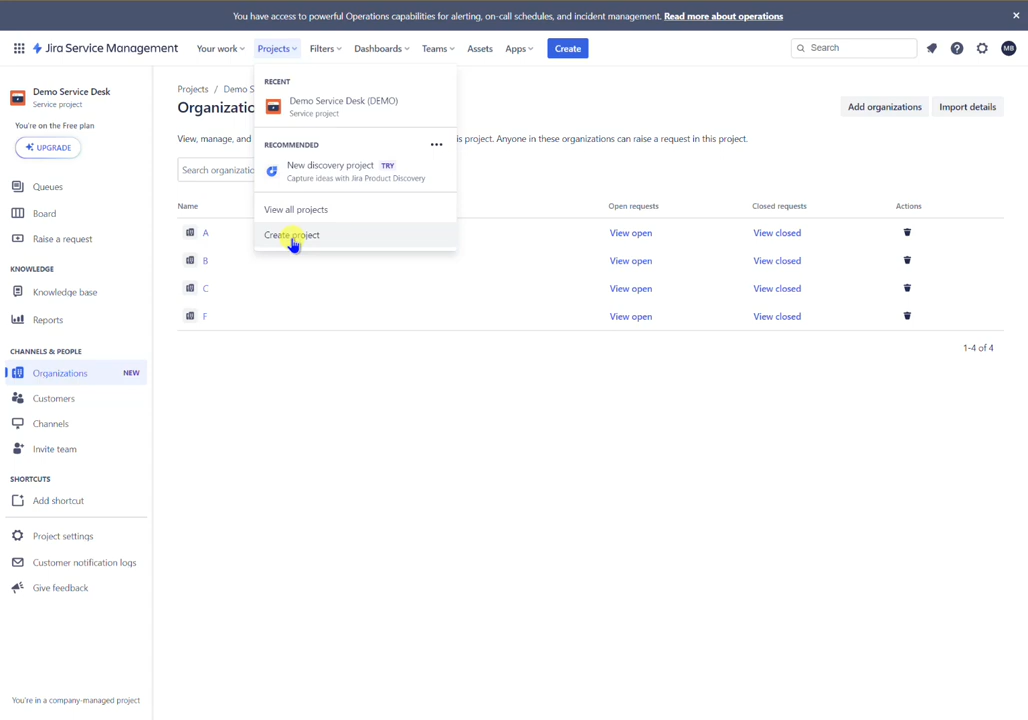 You have access to powerful Operations capabilities for alerting, on-call schedules, and incident management. Read more about operations
Jira Service Management
Your work
Projects
Filters
Dashboards
Teams
Assets
Apps
Create
Search
MB
Demo Service Desk
Service project
You're on the Free plan
UPGRADE
Queues
Board
Raise a request
KNOWLEDGE
Knowledge base
Reports
CHANNELS & PEOPLE
Organizations NEW
Customers
Channels
Invite team
SHORTCUTS
Add shortcut
Project settings
Customer notification logs
Give feedback
You're in a company-managed project
RECENT
Demo Service Desk (DEMO)
Service project
RECOMMENDED
New discovery project TRY
Capture ideas with Jira Product Discovery
View all projects
Create project
Projects / Demo S
Organizatio
Add organizations
Import details
View, manage, and
is project. Anyone in these organizations can raise a request in this project.
Search organizatio
Name Open requests Closed requests Actions
A View open View closed
B View open View closed
C View open View closed
F View open View closed
1-4 of 4